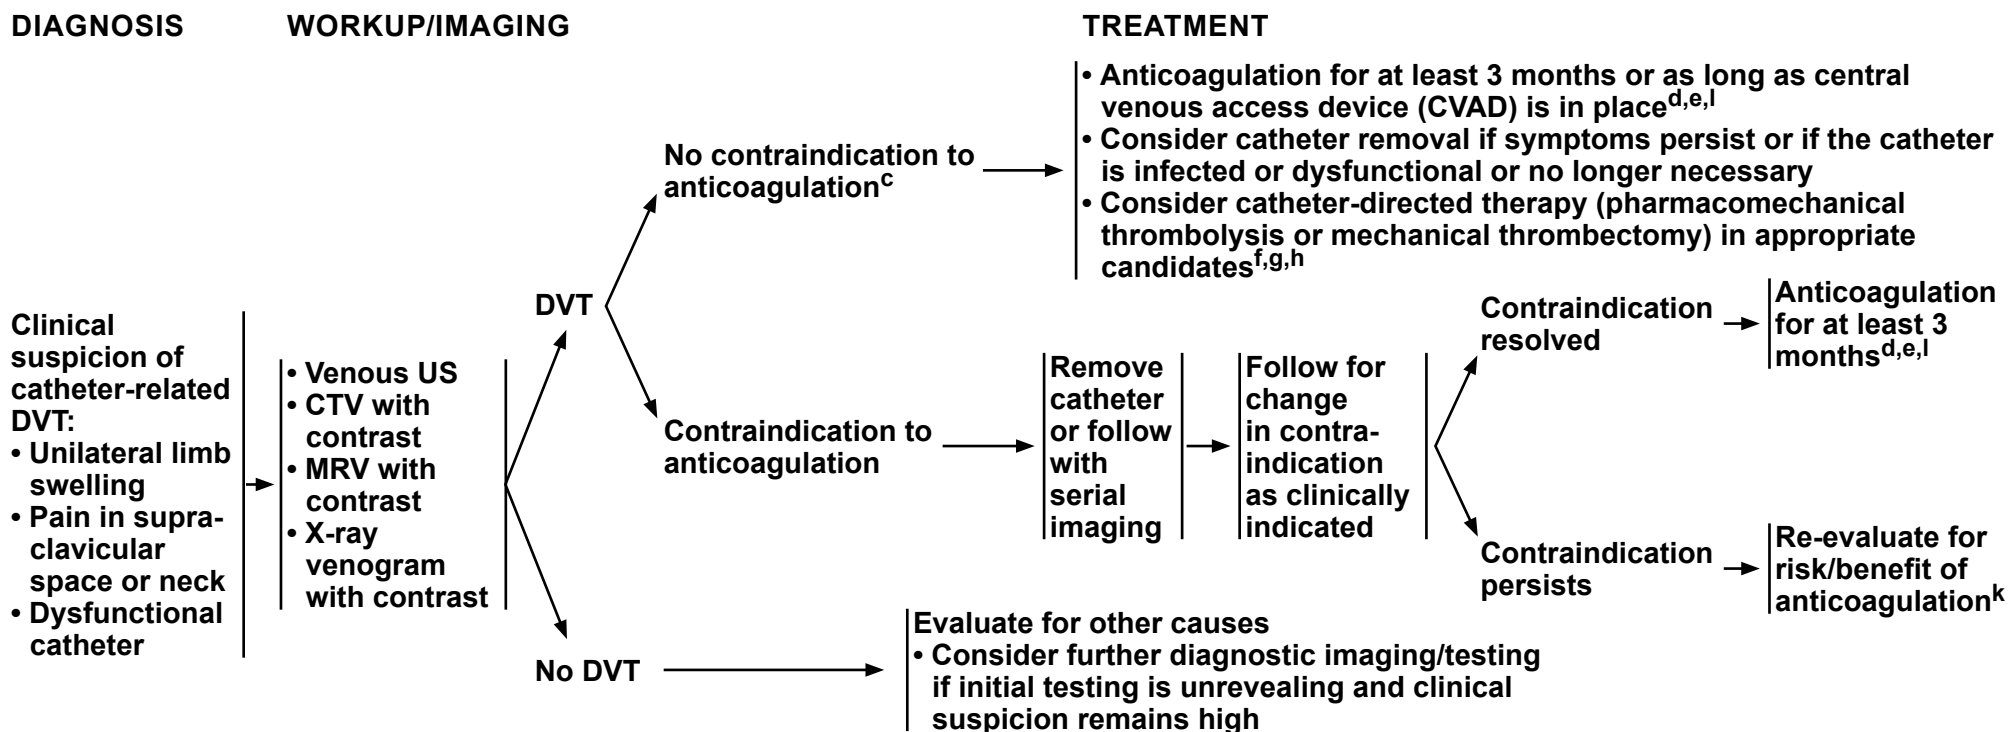 DIAGNOSIS
WORKUP/IMAGING
TREATMENT
Clinical
suspicion of
catheter-related
DVT:
• Unilateral limb
swelling
• Pain in supra-
clavicular
space or neck
• Dysfunctional
catheter
• Venous US
• CTV with
contrast
• MRV with
contrast
• X-ray
venogram
with contrast
DVT
No contraindication to
anticoagulationc
• Anticoagulation for at least 3 months or as long as central
venous access device (CVAD) is in placed,e,l
• Consider catheter removal if symptoms persist or if the catheter
is infected or dysfunctional or no longer necessary
• Consider catheter-directed therapy (pharmacomechanical
thrombolysis or mechanical thrombectomy) in appropriate
candidatesf,g,h
Contraindication to
anticoagulation
Remove
catheter
or follow
with
serial
imaging
Follow for
change
in contra-
indication
as clinically
indicated
Contraindication
resolved
Anticoagulation
for at least 3
monthsd,e,l
Contraindication
persists
Re-evaluate for
risk/benefit of
anticoagulationk
No DVT
Evaluate for other causes
• Consider further diagnostic imaging/testing
if initial testing is unrevealing and clinical
suspicion remains high